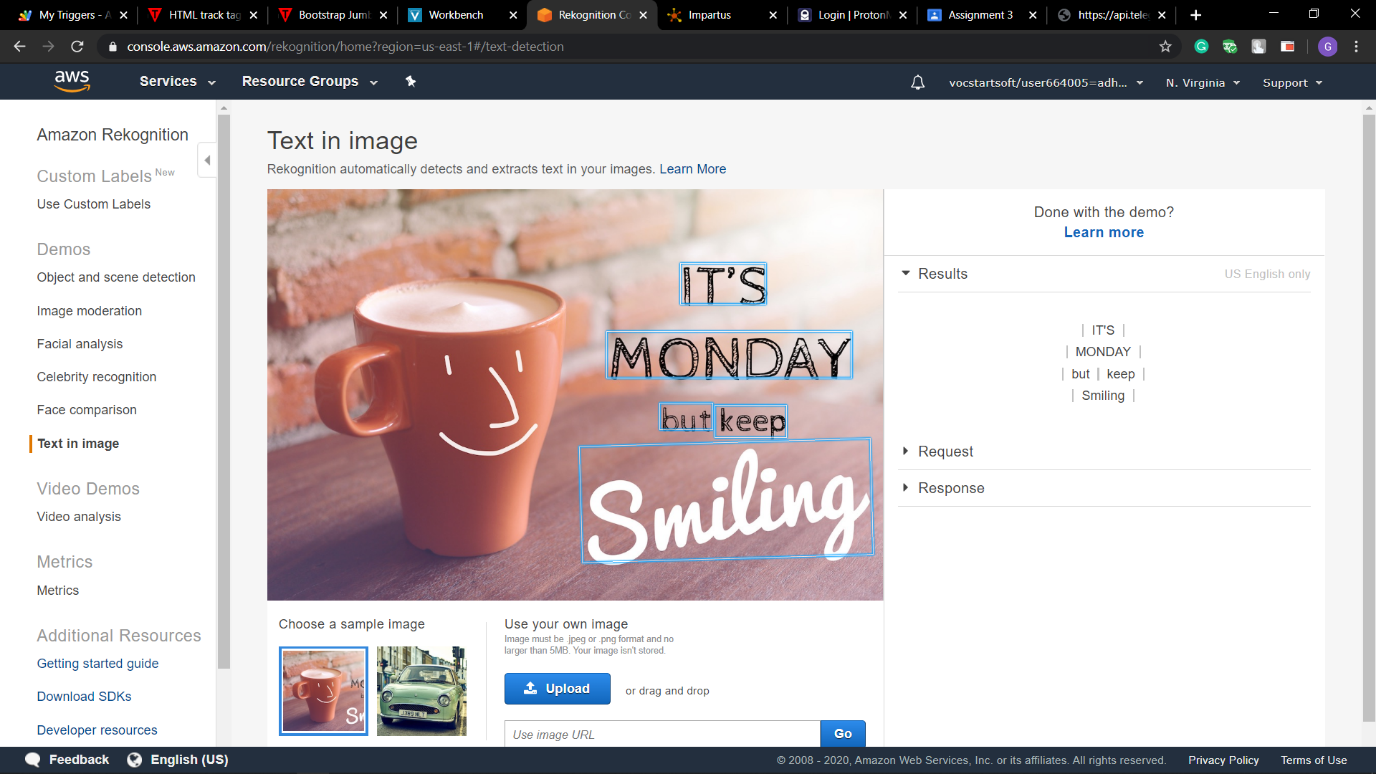 My Triggers - A
HTML track tag
Bootstrap Jumb
Workbench
Rekognition Co
Impartus
Login | ProtonM
Assignment 3
https://api.tele
console.aws.amazon.com/rekognition/home?region=us-east-1#/text-detection
G
aws
Services
Resource Groups
vocstartsoft/user664005=adh...
N. Virginia
Support
Amazon Rekognition
Custom Labels New
Use Custom Labels
Demos
Object and scene detection
Image moderation
Facial analysis
Celebrity recognition
Face comparison
Text in image
Video Demos
Video analysis
Metrics
Metrics
Additional Resources
Getting started guide
Download SDKs
Developer resources
Text in image
Rekognition automatically detects and extracts text in your images. Learn More
IT'S
MONDAY
but keep
Smiling
Done with the demo?
Learn more
Results
US English only
| IT'S |
| MONDAY |
| but | keep |
| Smiling |
Request
Response
Choose a sample image
Use your own image
Image must be .jpeg or .png format and no
larger than 5MB. Your image isn't stored.
Upload
or drag and drop
Use image URL
Go
Feedback
English (US)
© 2008 - 2020, Amazon Web Services, Inc. or its affiliates. All rights reserved.
Privacy Policy
Terms of Use